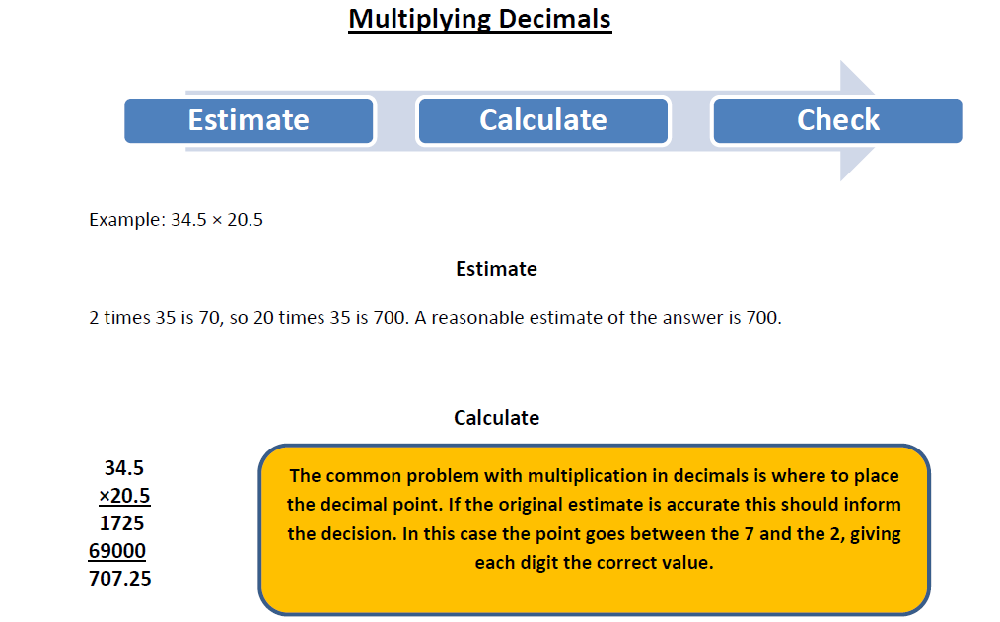 Multiplying Decimals
Estimate
Calculate
Check
Example: 34.5 × 20.5
Estimate
2 times 35 is 70, so 20 times 35 is 700. A reasonable estimate of the answer is 700.
Calculate
34.5
×20.5
1725
69000
707.25
The common problem with multiplication in decimals is where to place
the decimal point. If the original estimate is accurate this should inform
the decision. In this case the point goes between the 7 and the 2, giving
each digit the correct value.